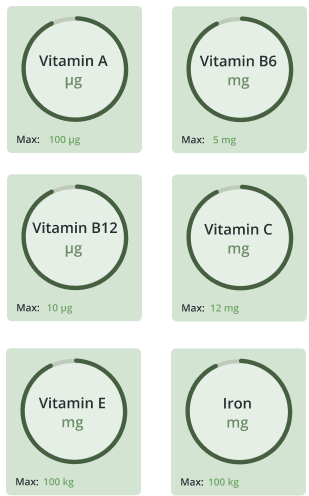 Vitamin A
µg
Max: 100 µg
Vitamin B6
mg
Max: 5 mg
Vitamin B12
µg
Max: 10 µg
Vitamin C
mg
Max: 12 mg
Vitamin E
mg
Max: 100 kg
Iron
mg
Max: 100 kg